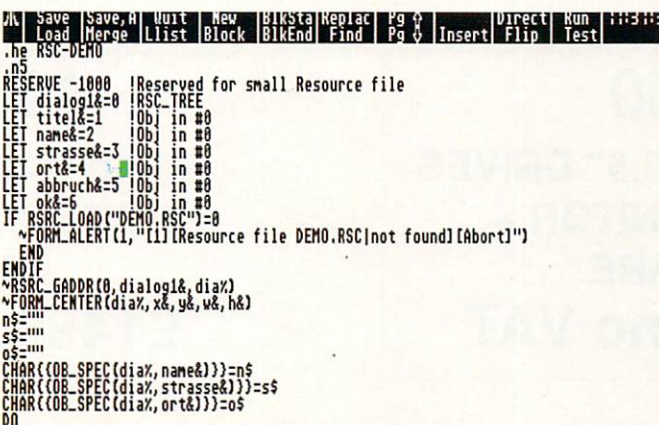 Save Save,A Quit New BlkSta Replac Pg ⇧ Direct Run
Load Merge Llist Block BlkEnd Find Pg ⇩ Insert Flip Test
.he RSC-DEMO
.n5
RESERVE -1000 !Reserved for small Resource file
LET dialog1&=0 !RSC_TREE
LET titel&=1 !Obj in #0
LET name&=2 !Obj in #0
LET strasse&=3 !Obj in #0
LET ort&=4 !Obj in #0
LET abbruch&=5 !Obj in #0
LET ok&=6 !Obj in #0
IF RSRC_LOAD("DEMO.RSC")=0
~FORM_ALERT(1,"[1][Resource file DEMO.RSC|not found][Abort]")
END
ENDIF
~RSRC_GADDR(0,dialog1&,dia%)
~FORM_CENTER(dia%,x&,y&,w&,h&)
n$=""
s$=""
o$=""
CHAR{{OB_SPEC(dia%,name&)}}=n$
CHAR{{OB_SPEC(dia%,strasse&)}}=s$
CHAR{{OB_SPEC(dia%,ort&)}}=o$
DO